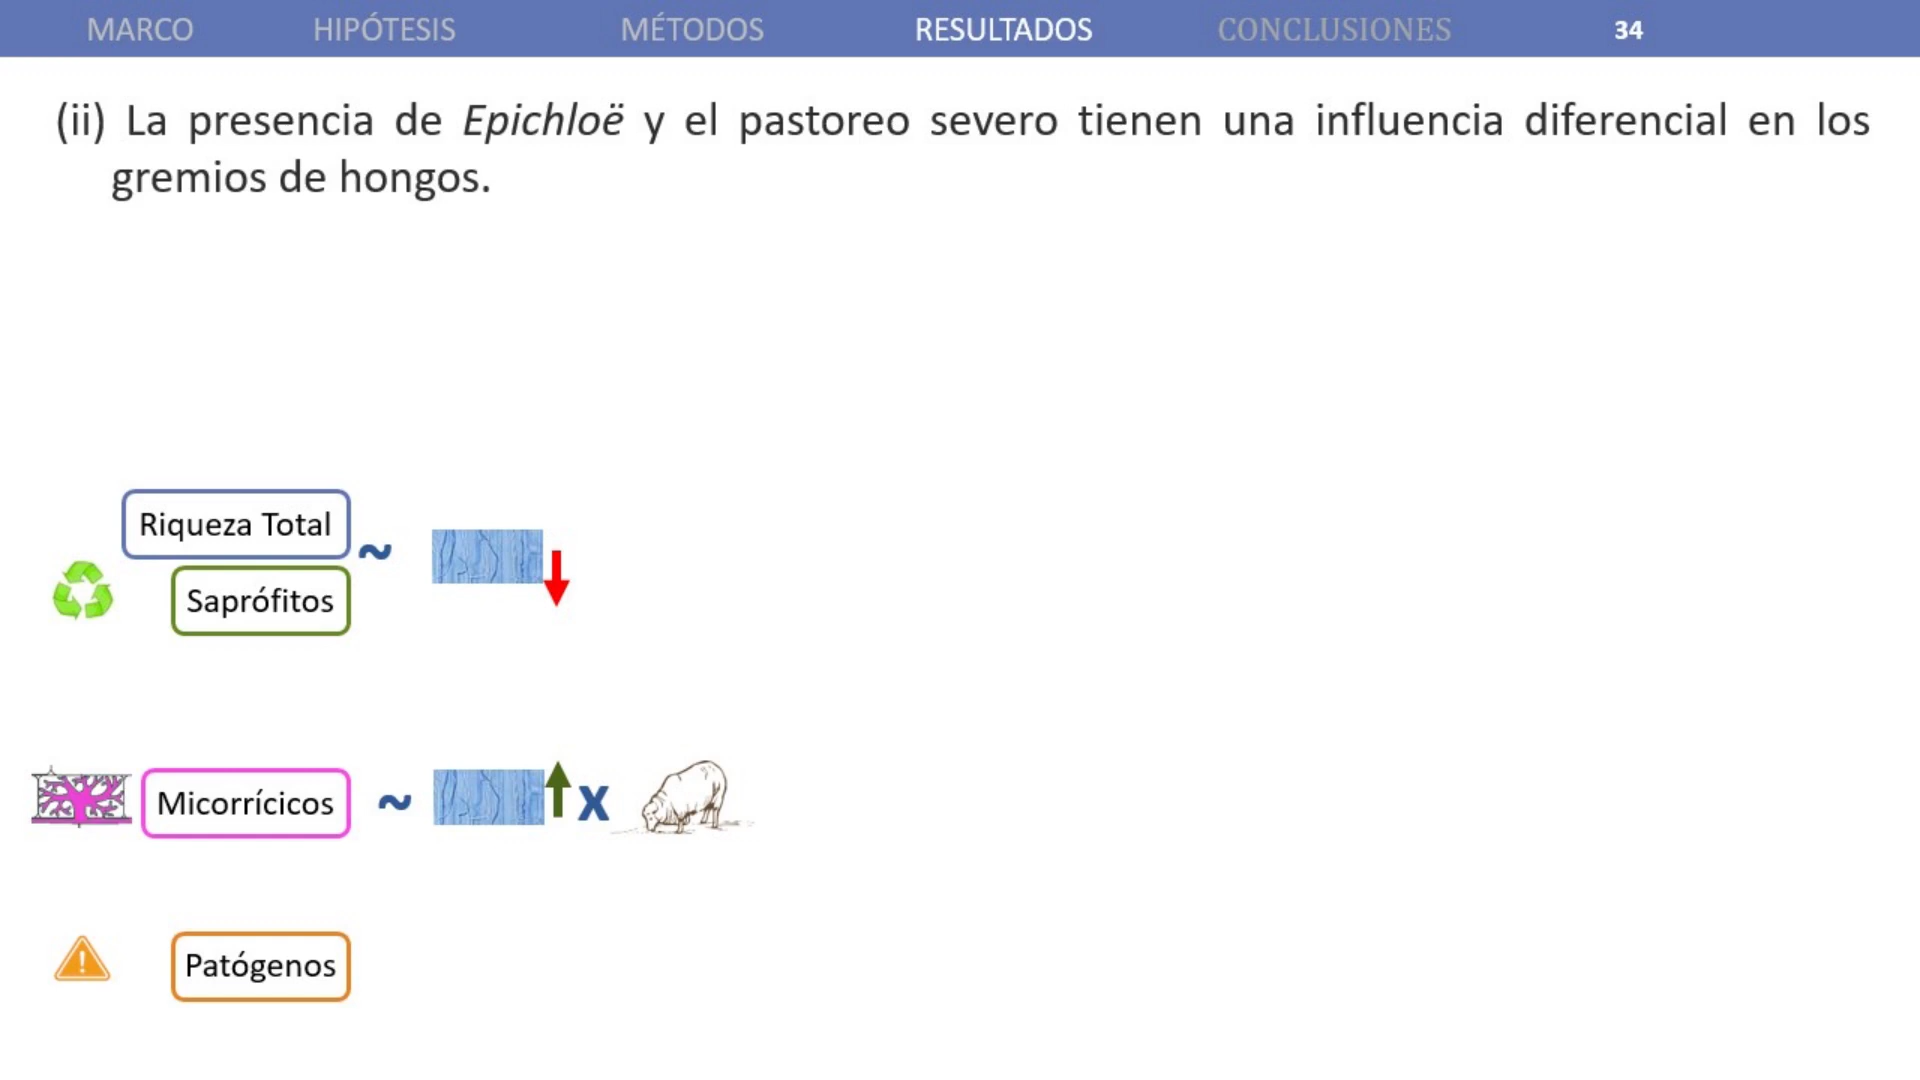 MARCO HIPÓTESIS MÉTODOS RESULTADOS CONCLUSIONES 34
(ii) La presencia de Epichloë y el pastoreo severo tienen una influencia diferencial en los
gremios de hongos.
Riqueza Total
~
Saprófitos
Micorrícicos ~ X
Patógenos